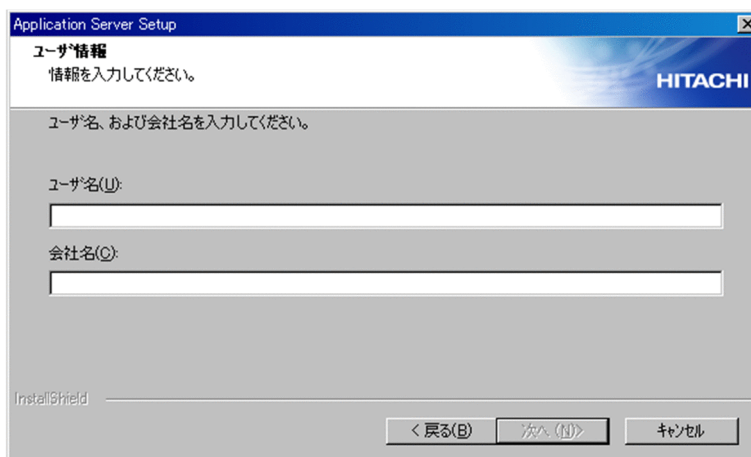 Application Server Setup
ユーザ情報
情報を入力してください。
HITACHI
ユーザ名、および会社名を入力してください。
ユーザ名(U):
会社名(C):
InstallShield
< 戻る(B) 次へ(N)> キャンセル